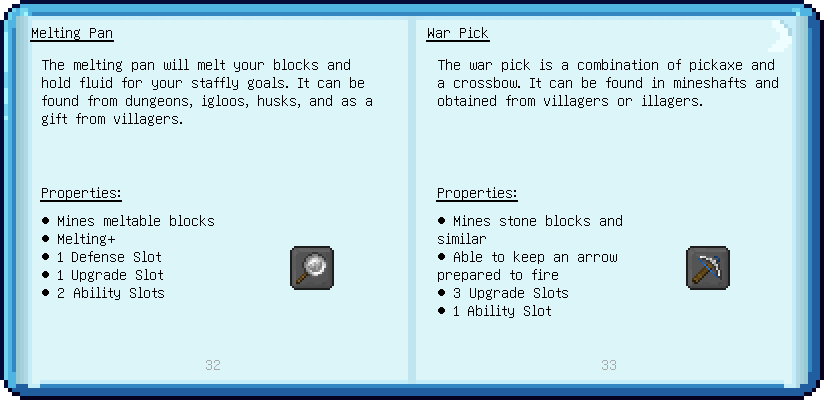 Melting Pan
The melting pan will melt your blocks and
hold fluid for your staffly goals. It can be
found from dungeons, igloos, husks, and as a
gift from villagers.
Properties:
● Mines meltable blocks
● Melting+
● 1 Defense Slot
● 1 Upgrade Slot
● 2 Ability Slots
32
War Pick
The war pick is a combination of pickaxe and
a crossbow. It can be found in mineshafts and
obtained from villagers or illagers.
Properties:
● Mines stone blocks and
similar
● Able to keep an arrow
prepared to fire
● 3 Upgrade Slots
● 1 Ability Slot
33